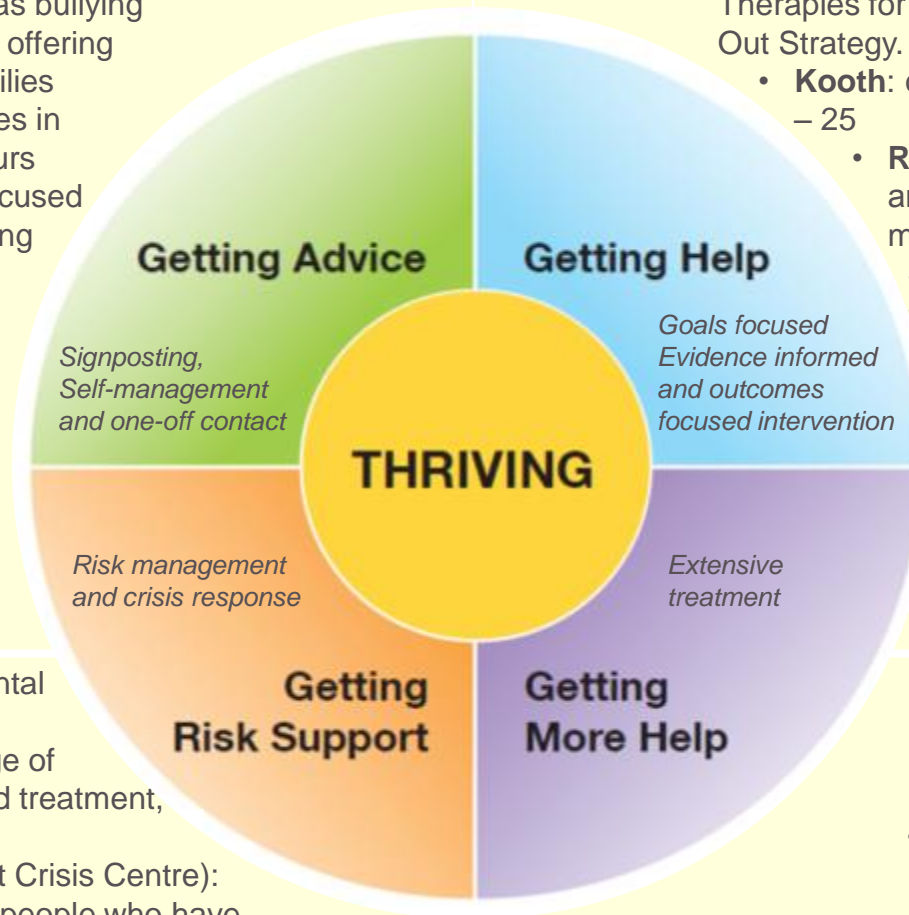 as bullying
offering
ilies
es in
urs
cused
ng
Therapies for
Out Strategy.
• Kooth:
– 25
• R
ar
m
Getting Advice
Signposting,
Self-management
and one-off contact
Getting Help
Goals focused
Evidence informed
and outcomes
focused intervention
THRIVING
Risk management
and crisis response
Getting
Risk Support
Extensive
treatment
Getting
More Help
ntal
ge of
d treatment,
t Crisis Centre):
people who have